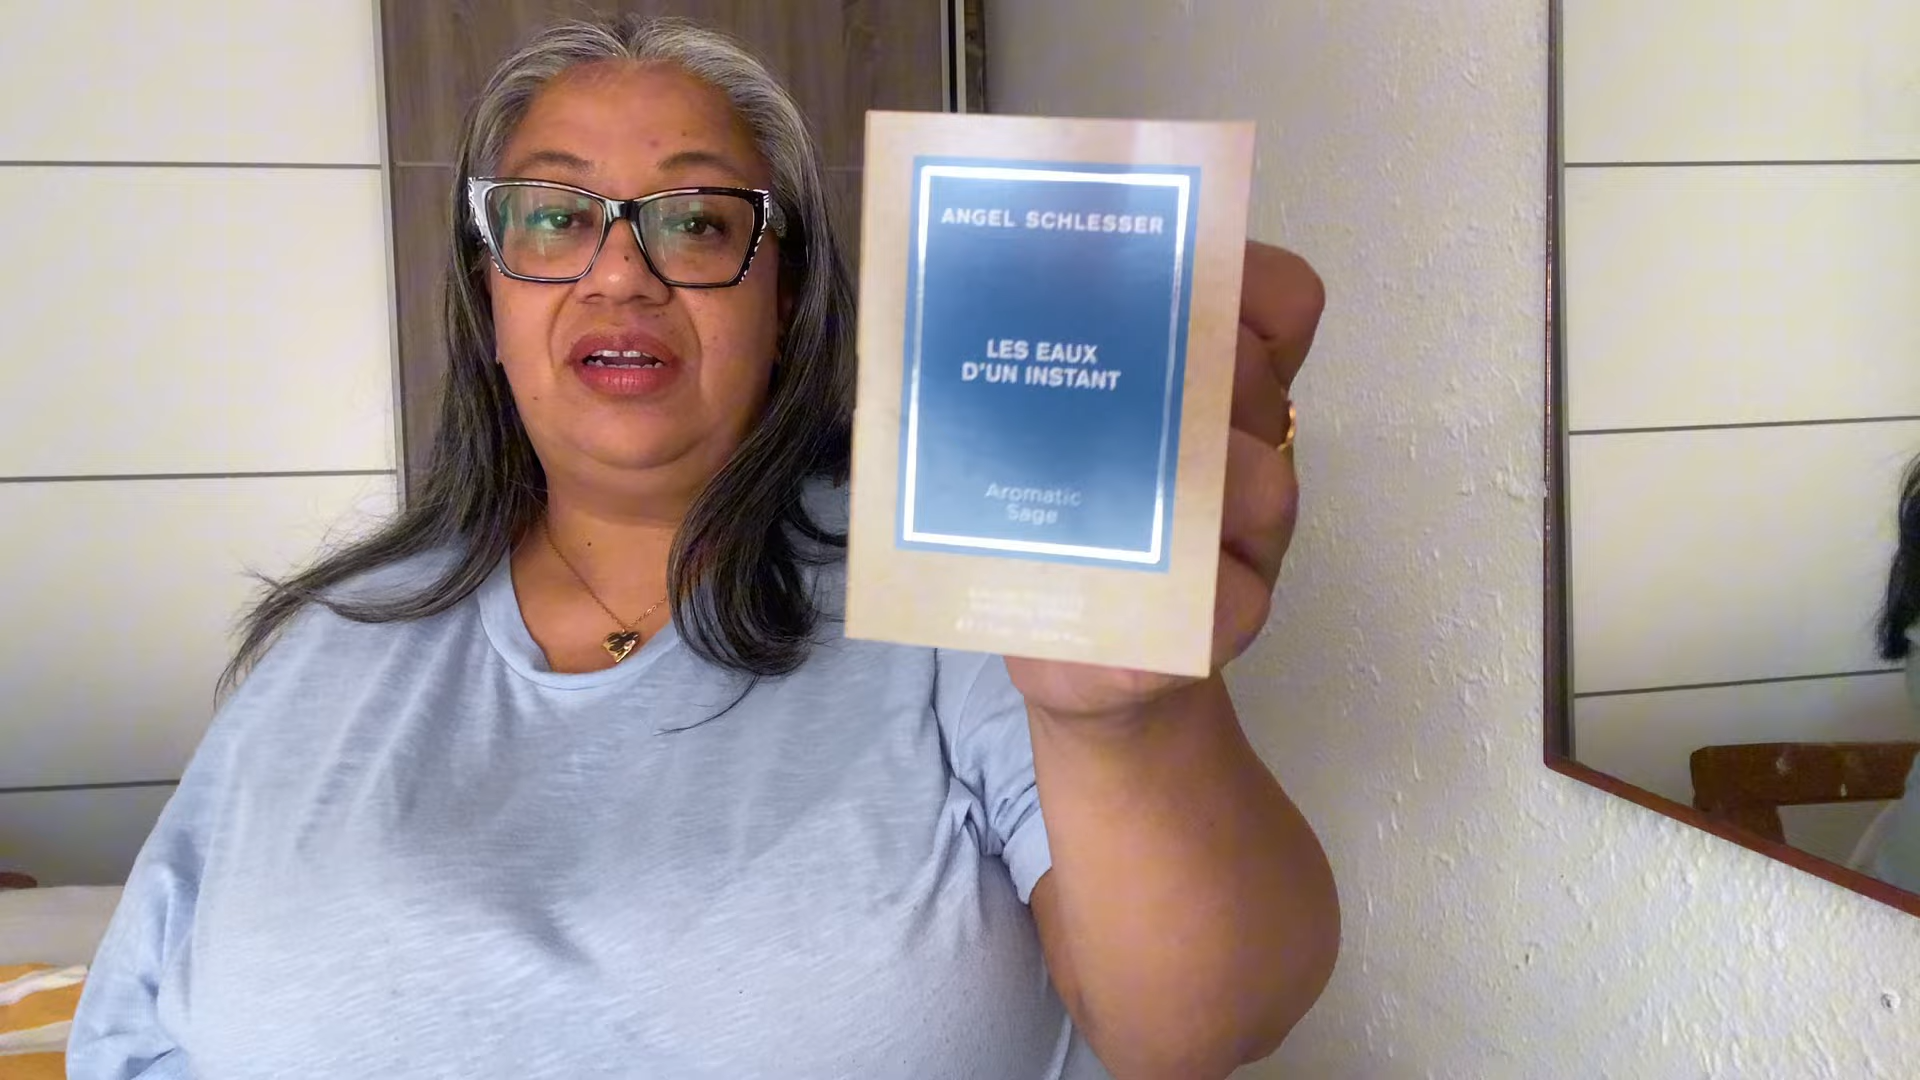 ANGEL SCHLESSER
LES EAUX
D'UN INSTANT
Aromatic
Sage